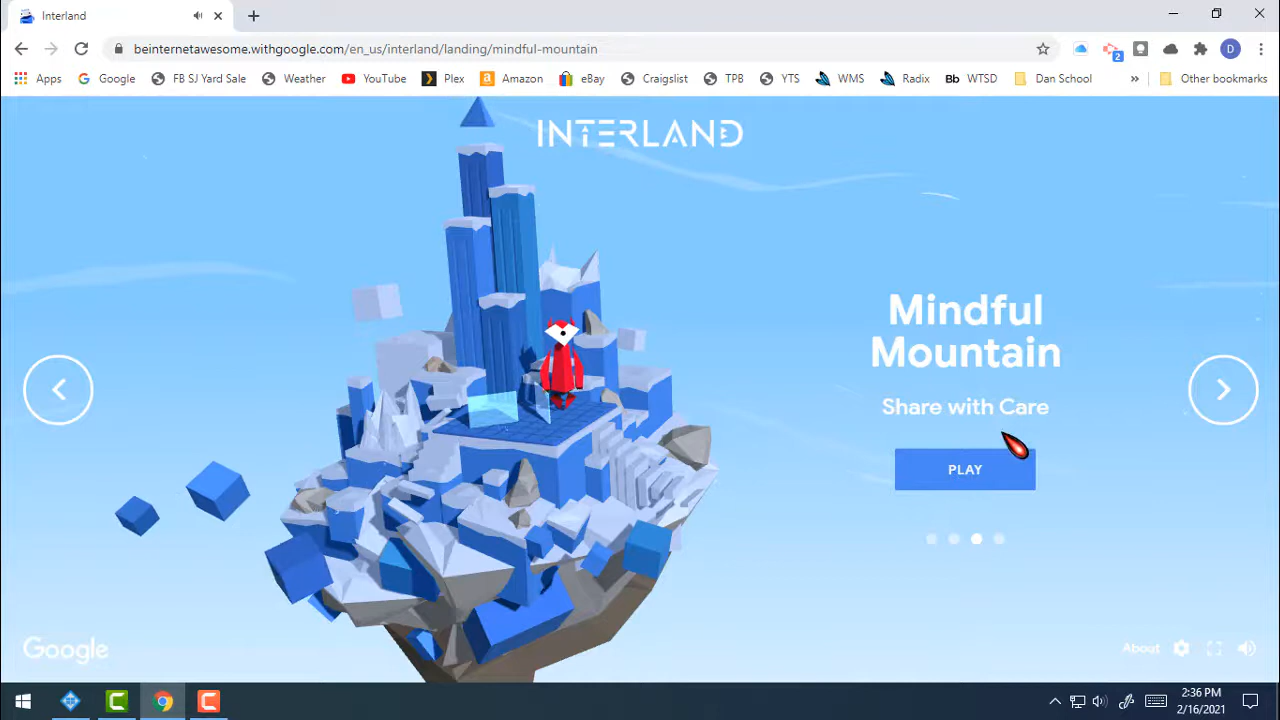 Interland
beinternetawesome.withgoogle.com/en_us/interland/landing/mindful-mountain
2
D
Apps Google FB SJ Yard Sale Weather YouTube Plex Amazon eBay Craigslist TPB YTS WMS Radix Bb WTSD Dan School » Other bookmarks
INTERLAND
Mindful
Mountain
Share with Care
PLAY
Google
About
2:36 PM
2/16/2021